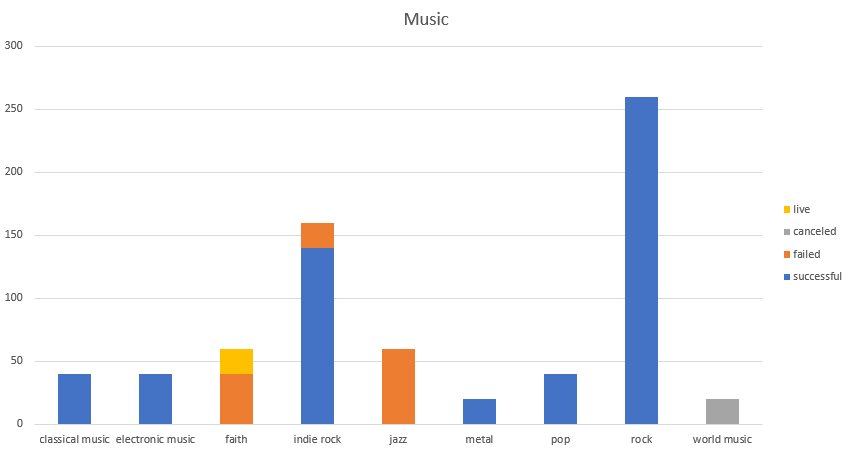 Music
300
250
200
150
100
50
0
classical music electronic music faith indie rock jazz metal pop rock world music
live
canceled
failed
successful